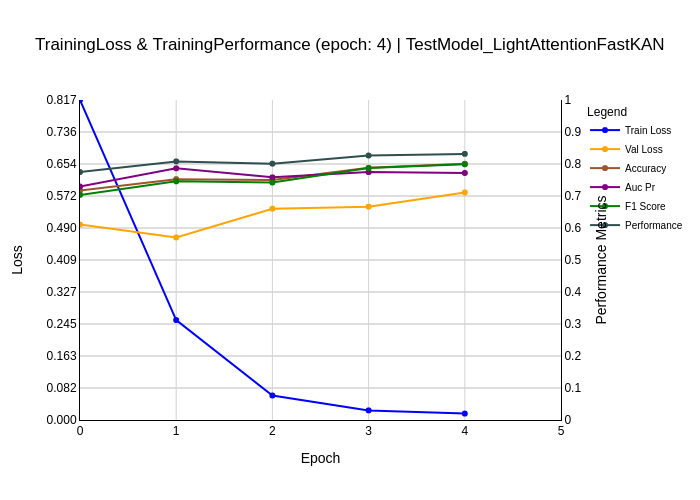 TrainingLoss & TrainingPerformance (epoch: 4) | TestModel_LightAttentionFastKAN
0.817
0.736
0.654
0.572
0.490
0.409
0.327
0.245
0.163
0.082
0.000
Loss
0
1
2
3
4
5
Epoch
1
0.9
0.8
0.7
0.6
0.5
0.4
0.3
0.2
0.1
0
Performance Metrics
Legend
Train Loss
Val Loss
Accuracy
Auc Pr
F1 Score
Performance